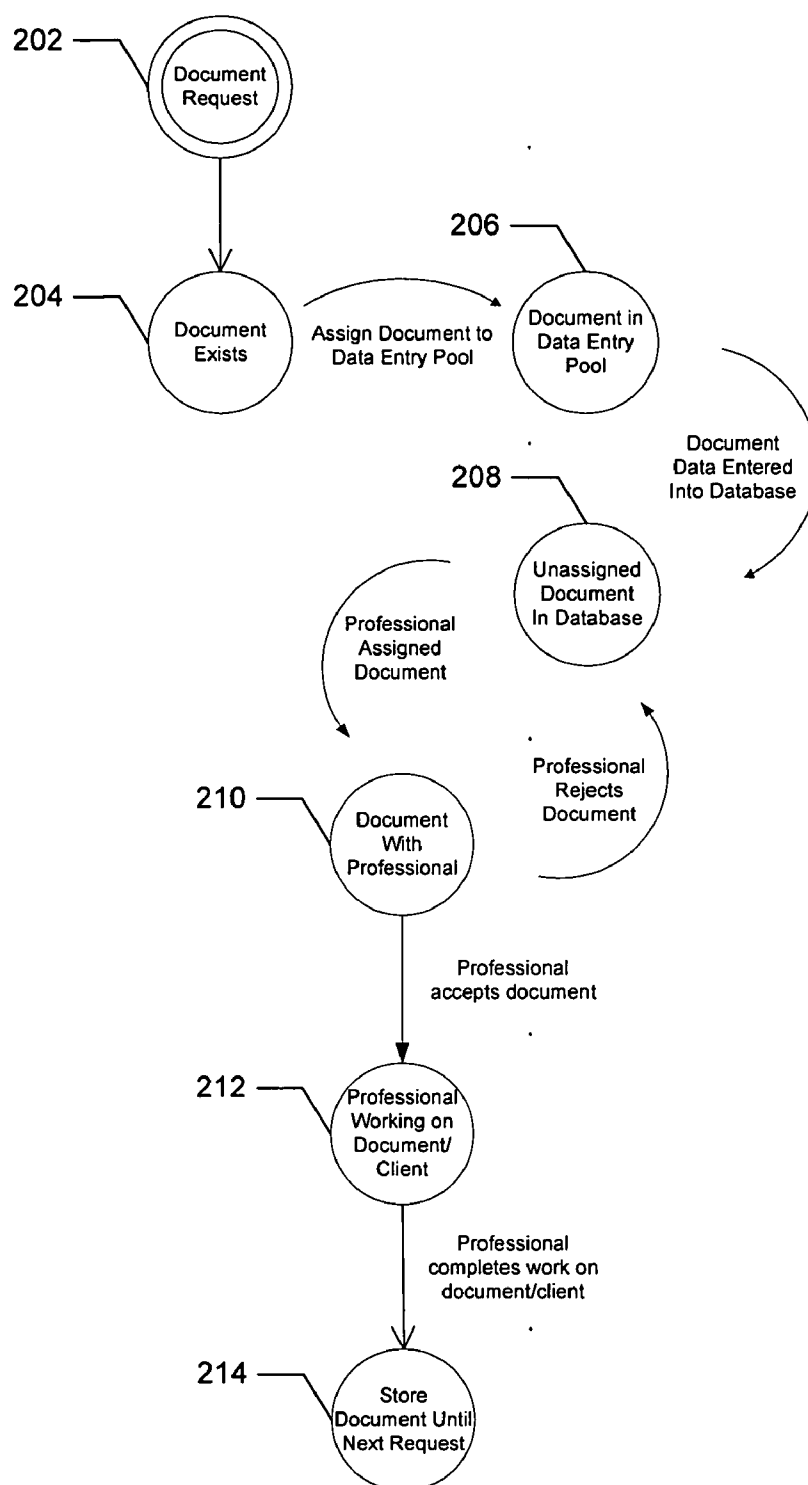 202
Document
Request
204
Document
Exists
Assign Document to
Data Entry Pool
206
Document in
Data Entry
Pool
Document
Data Entered
Into Database
208
Unassigned
Document
In Database
Professional
Assigned
Document
Professional
Rejects
Document
210
Document
With
Professional
Professional
accepts document
212
Professional
Working on
Document/
Client
Professional
completes work on
document/client
214
Store
Document Until
Next Request